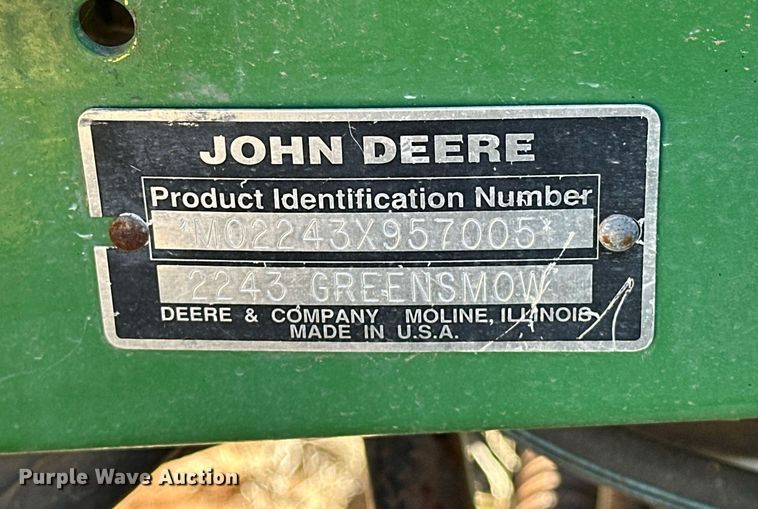 JOHN DEERE
Product Identification Number
*M02243X957005*
2243 GREENSMOW
DEERE & COMPANY MOLINE, ILLINOIS
MADE IN U.S.A.
Purple Wave Auction